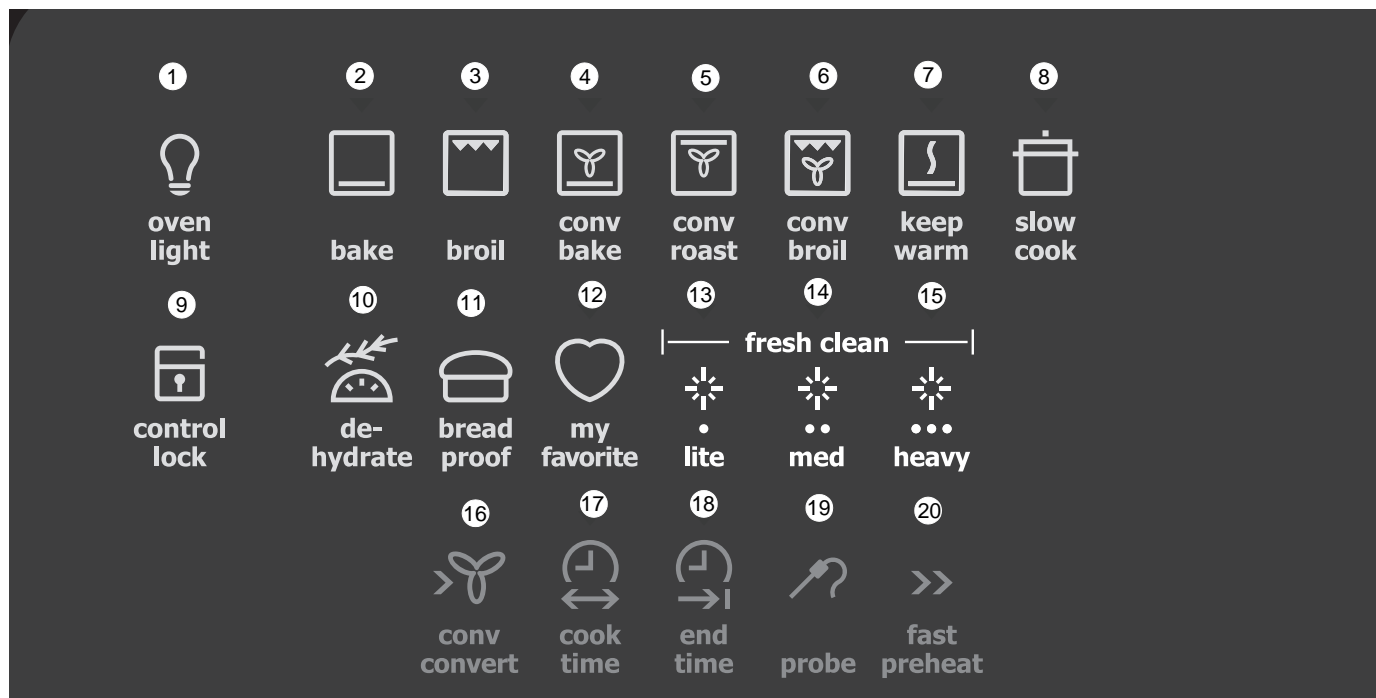 1 2 3 4 5 6 7 8
oven
light
bake
broil
conv
bake
conv
roast
conv
broil
keep
warm
slow
cook
9 10 11 12 13 14 15
control
lock
de-
hydrate
bread
proof
my
favorite
fresh clean
lite
med
heavy
16 17 18 19 20
conv
convert
cook
time
end
time
probe
fast
preheat